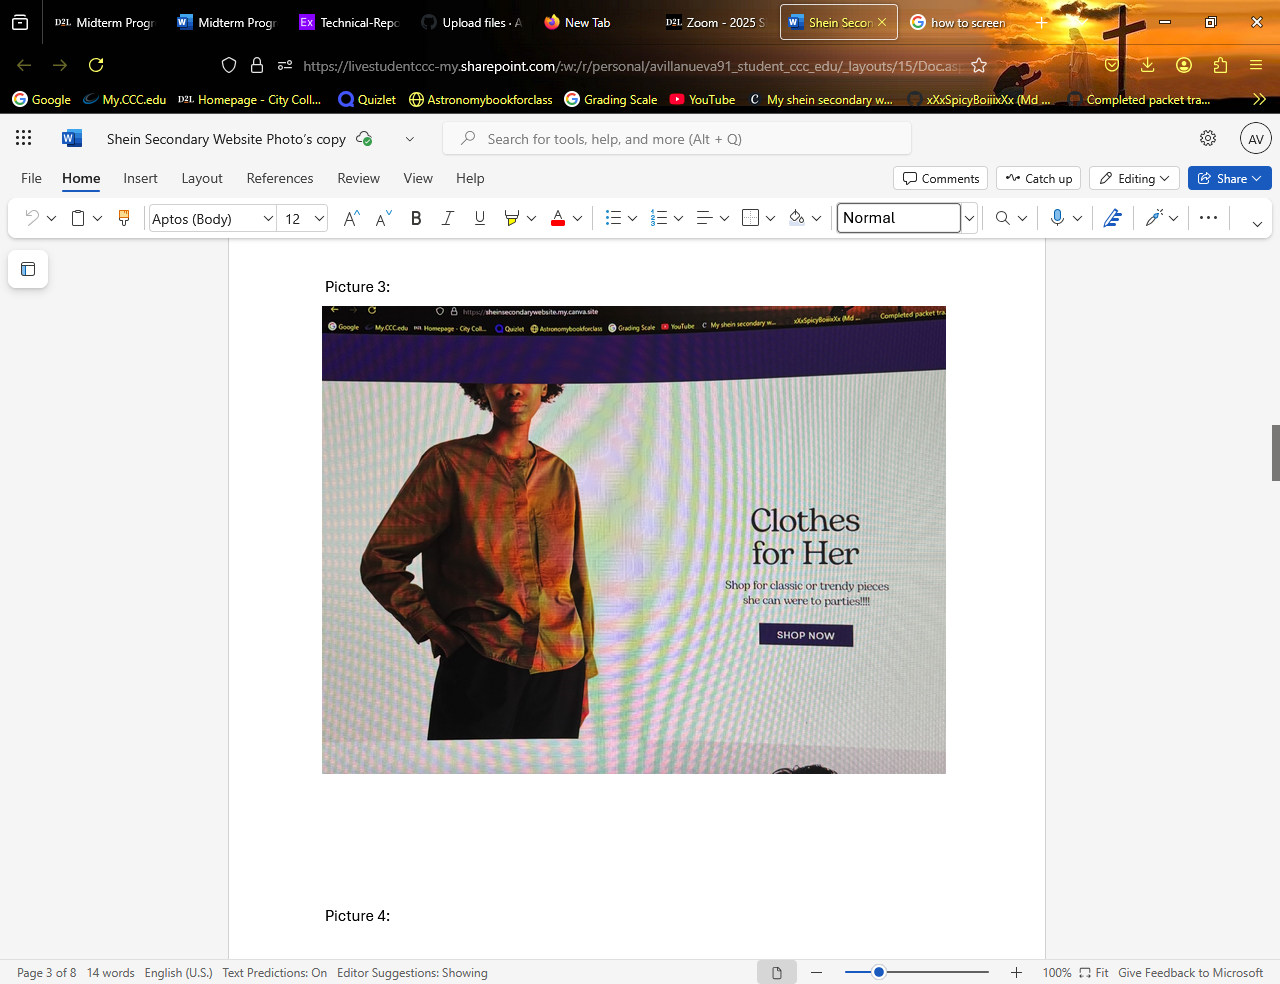 Midterm Progr
Midterm Progr
Technical-Repo
Upload files · A
New Tab
Zoom - 2025 S
Shein Secon
how to screen
https://livestudentccc-my.sharepoint.com/:w:/r/personal/avillanueva91_student_ccc_edu/_layouts/15/Doc.asp
Google
My.CCC.edu
D2L Homepage - City Coll...
Quizlet
Astronomybookforclass
Grading Scale
YouTube
My shein secondary w...
xXxSpicyBoiiixXx (Md ...
Completed packet tra...
Shein Secondary Website Photo's copy
Search for tools, help, and more (Alt + Q)
AV
File Home Insert Layout References Review View Help
Comments Catch up Editing Share
Aptos (Body) 12 Normal
Picture 3:
https://sheinsecondarywebsite.my.canva.site
Google My.CCC.edu Homepage - City Coll... Quizlet Astronomybookforclass Grading Scale YouTube My shein secondary w... xXxSpicyBoiiixXx (Md ... Completed packet tra
Clothes
for Her
Shop for classic or trendy pieces
she can were to parties!!!!
SHOP NOW
Picture 4:
Page 3 of 8 14 words English (U.S.) Text Predictions: On Editor Suggestions: Showing 100% Fit Give Feedback to Microsoft